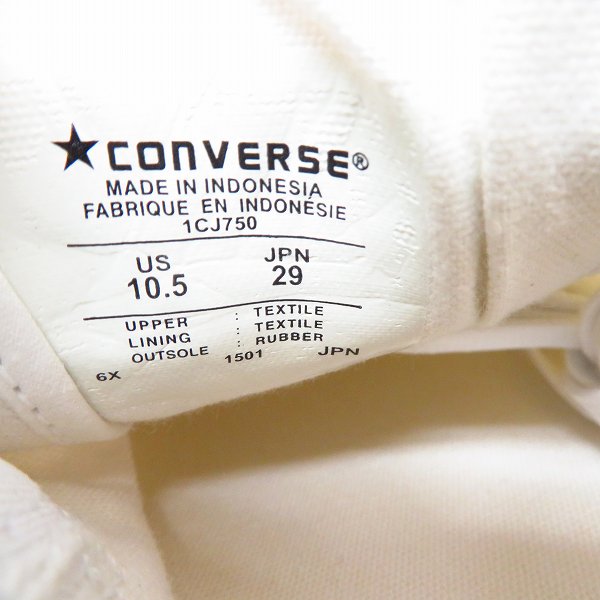 ★CONVERSE®
MADE IN INDONESIA
FABRIQUE EN INDONÉSIE
1CJ750
US JPN
10.5 29
UPPER : TEXTILE
LINING : TEXTILE
OUTSOLE : RUBBER
6X 1501 JPN